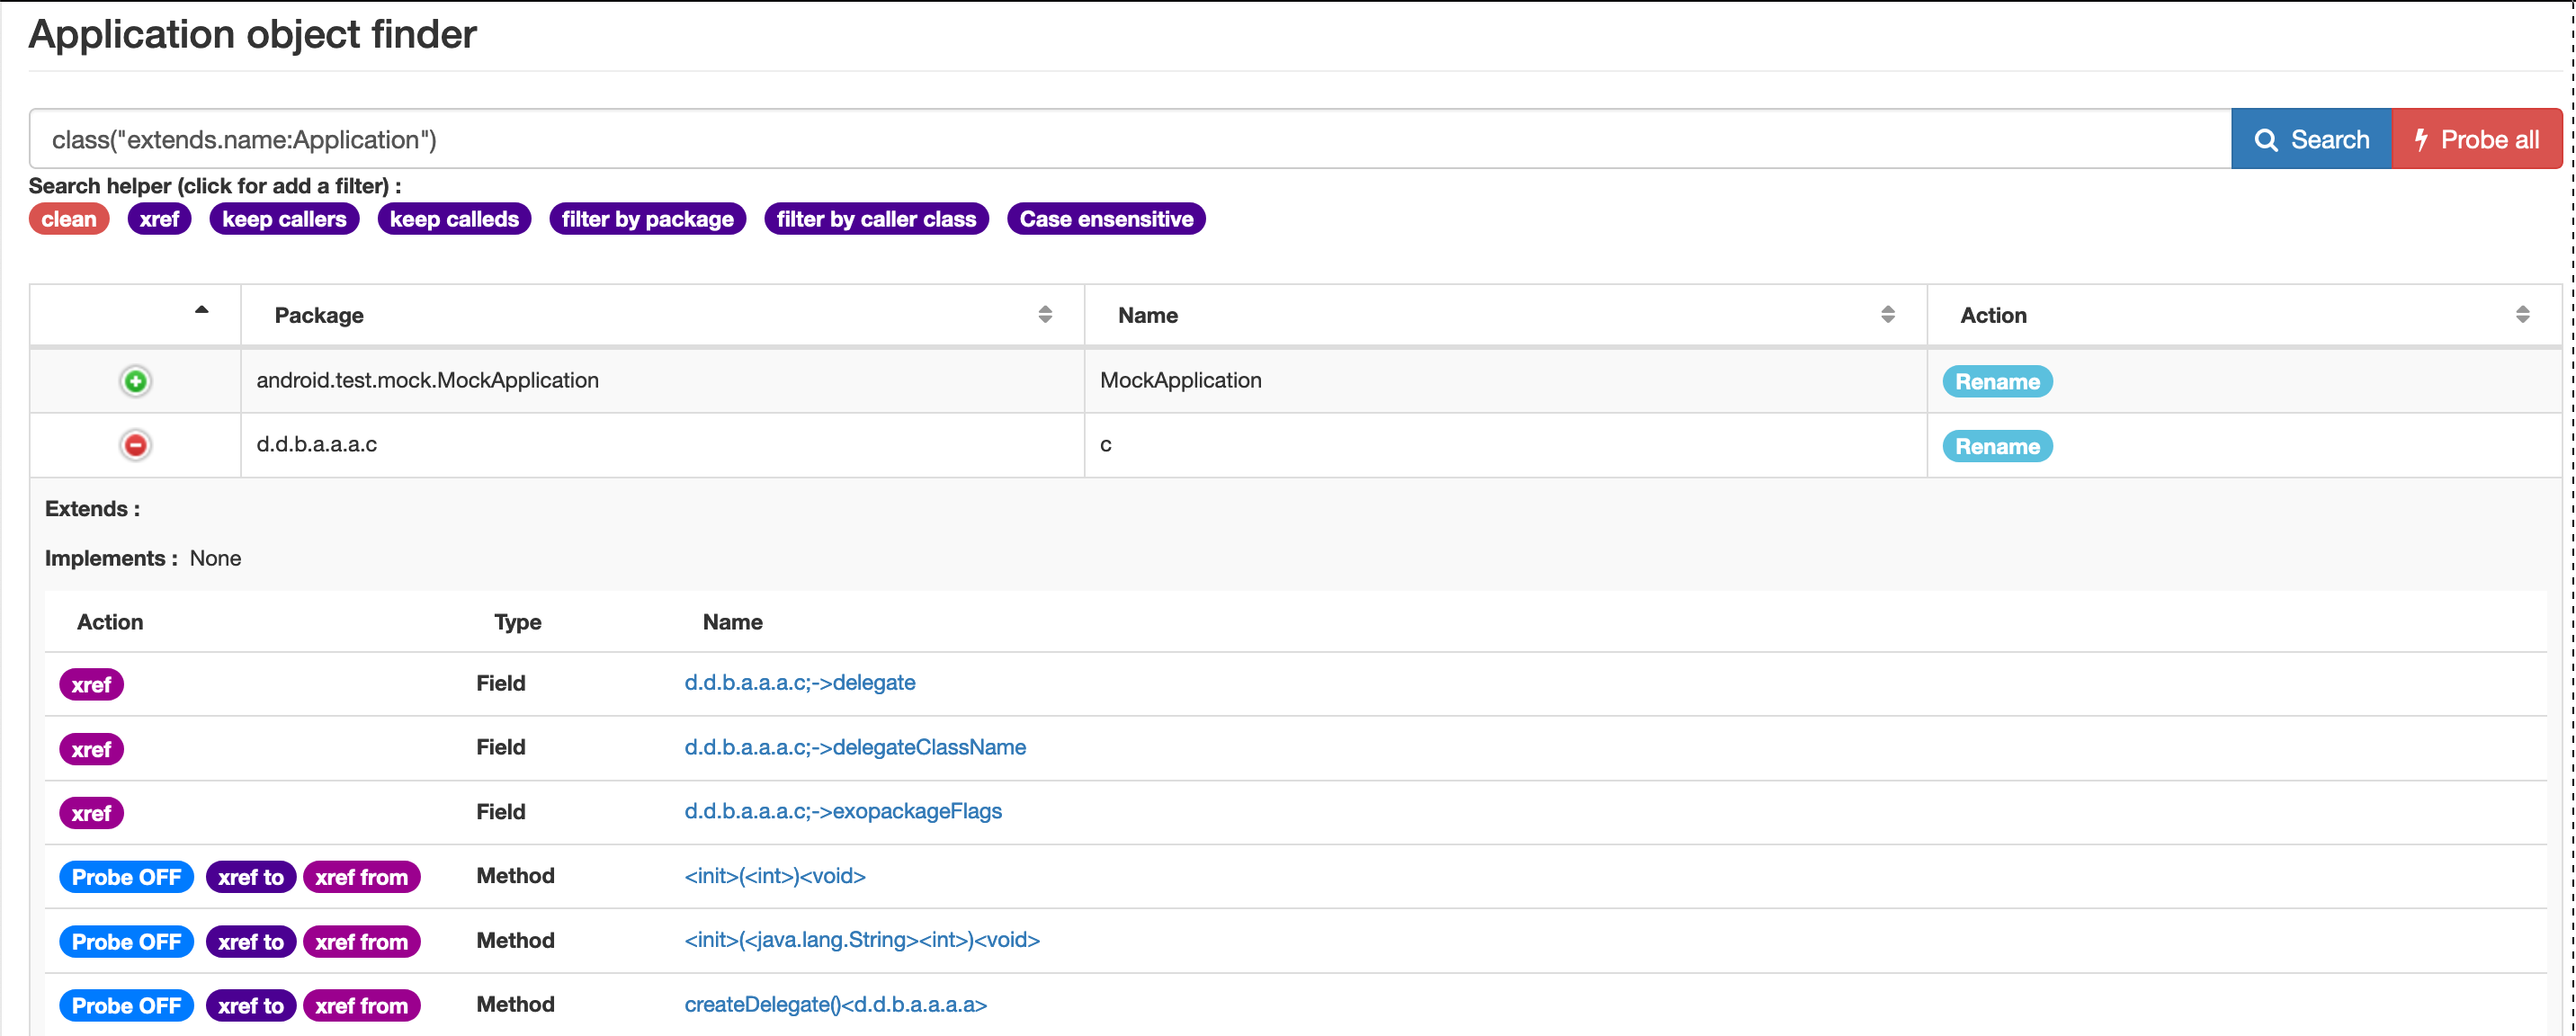 Application object finder
class("extends.name:Application")
Search
Probe all
Search helper (click for add a filter) :
clean xref keep callers keep calleds filter by package filter by caller class Case ensensitive
Package Name Action
android.test.mock.MockApplication MockApplication Rename
d.d.b.a.a.a.c c Rename
Extends :
Implements : None
Action Type Name
xref Field d.d.b.a.a.a.c;->delegate
xref Field d.d.b.a.a.a.c;->delegateClassName
xref Field d.d.b.a.a.a.c;->exopackageFlags
Probe OFF xref to xref from Method <init>(<int>)<void>
Probe OFF xref to xref from Method <init>(<java.lang.String><int>)<void>
Probe OFF xref to xref from Method createDelegate()<d.d.b.a.a.a.a>